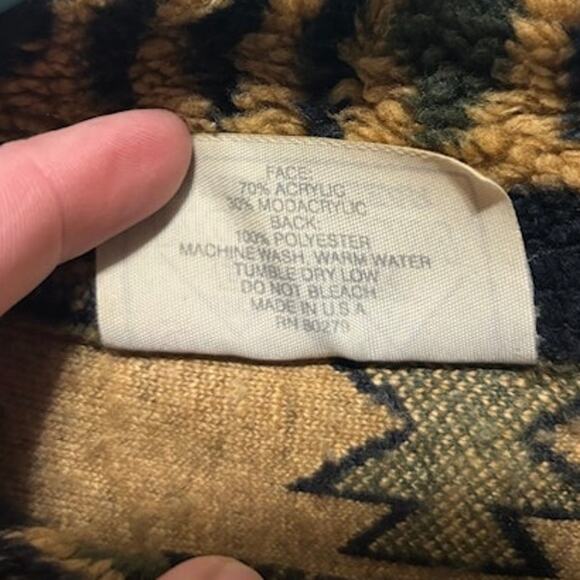 FACE:
70% ACRYLIC
30% MODACRYLIC
BACK:
100% POLYESTER
MACHINE WASH, WARM WATER
TUMBLE DRY LOW
DO NOT BLEACH
MADE IN U.S.A
RN 80279